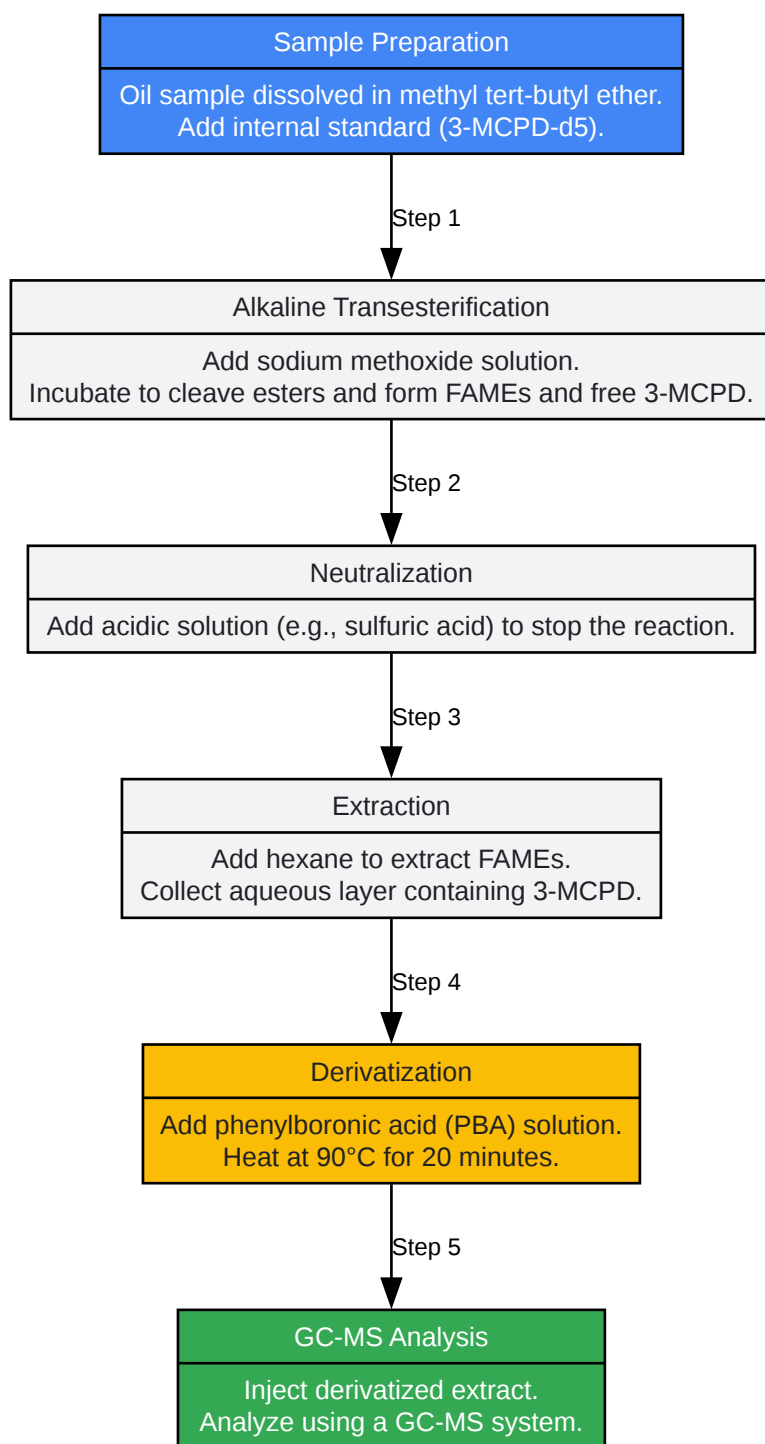 Sample Preparation
Oil sample dissolved in methyl tert-butyl ether.
Add internal standard (3-MCPD-d5).
Step 1
Alkaline Transesterification
Add sodium methoxide solution.
Incubate to cleave esters and form FAMEs and free 3-MCPD.
Step 2
Neutralization
Add acidic solution (e.g., sulfuric acid) to stop the reaction.
Step 3
Extraction
Add hexane to extract FAMEs.
Collect aqueous layer containing 3-MCPD.
Step 4
Derivatization
Add phenylboronic acid (PBA) solution.
Heat at 90°C for 20 minutes.
Step 5
GC-MS Analysis
Inject derivatized extract.
Analyze using a GC-MS system.